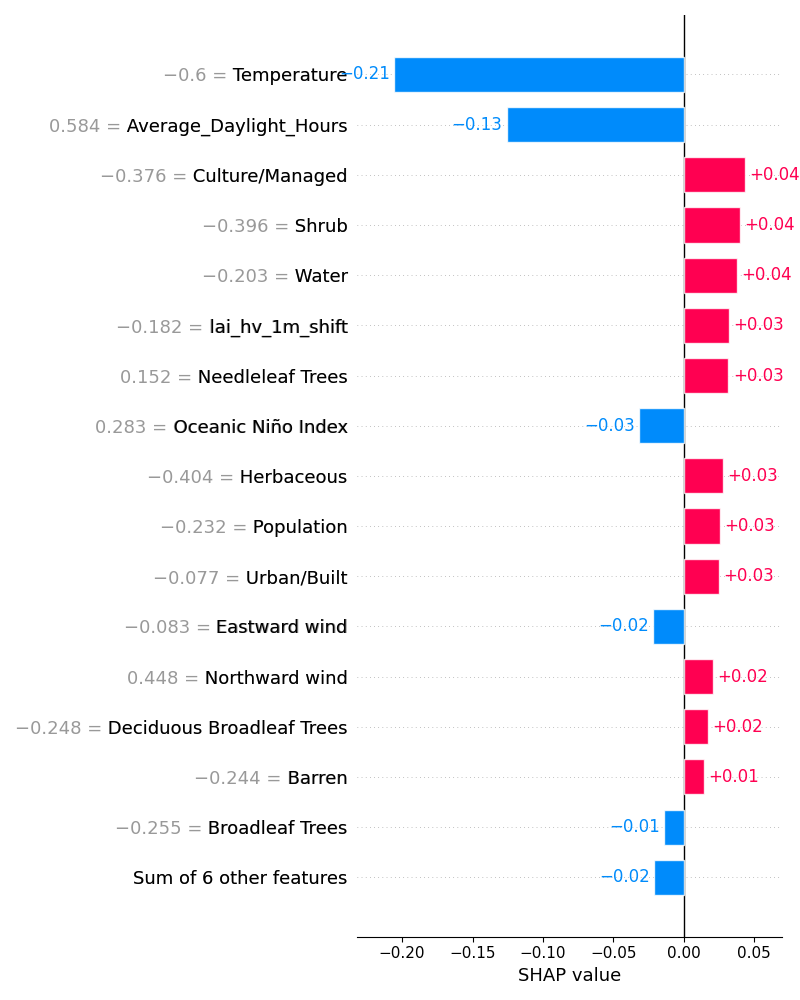 −0.6 = Temperature −0.21
0.584 = Average_Daylight_Hours −0.13
−0.376 = Culture/Managed +0.04
−0.396 = Shrub +0.04
−0.203 = Water +0.04
−0.182 = lai_hv_1m_shift +0.03
0.152 = Needleleaf Trees +0.03
0.283 = Oceanic Niño Index −0.03
−0.404 = Herbaceous +0.03
−0.232 = Population +0.03
−0.077 = Urban/Built +0.03
−0.083 = Eastward wind −0.02
0.448 = Northward wind +0.02
−0.248 = Deciduous Broadleaf Trees +0.02
−0.244 = Barren +0.01
−0.255 = Broadleaf Trees −0.01
Sum of 6 other features −0.02
−0.20 −0.15 −0.10 −0.05 0.00 0.05
SHAP value